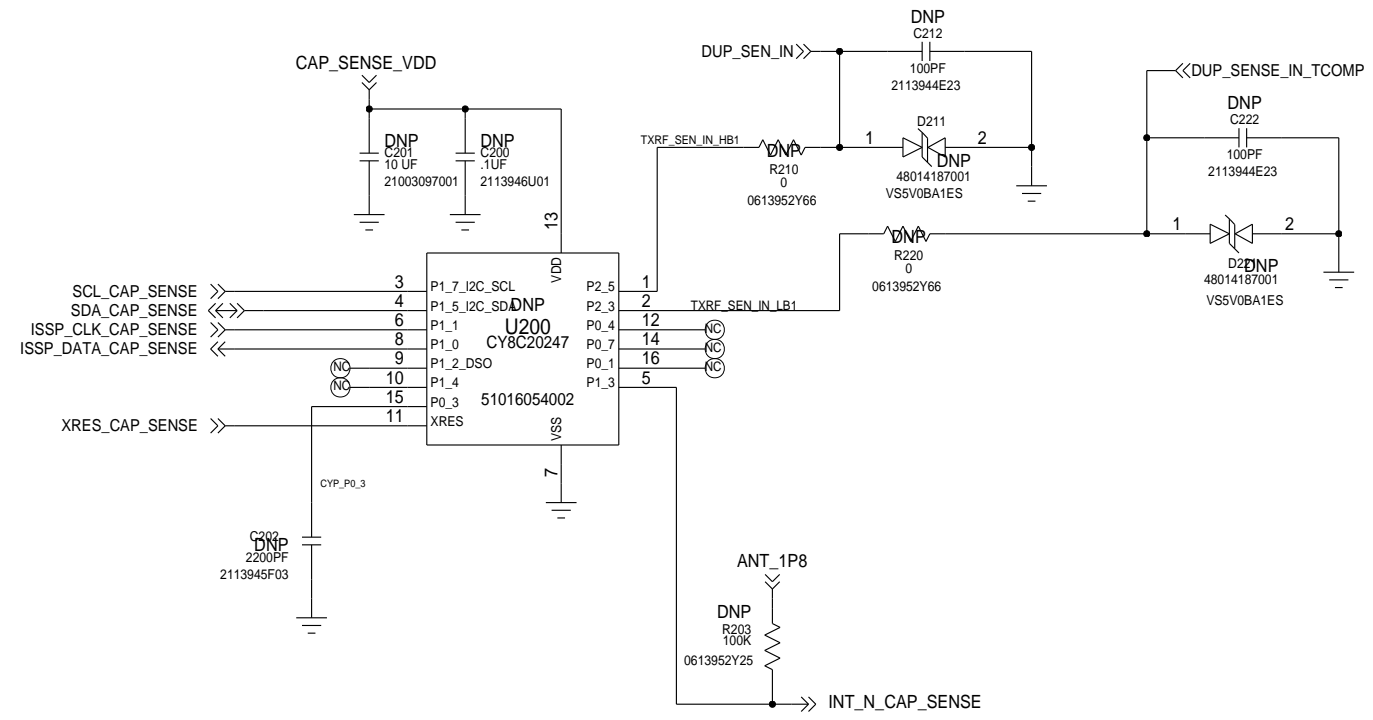 DNP
C212
100PF
2113944E23
DUP_SEN_IN
CAP_SENSE_VDD
DUP_SENSE_IN_TCOMP
DNP
C222
100PF
2113944E23
DNP
C201
10 UF
21003097001
DNP
C200
.1UF
2113946U01
TXRF_SEN_IN_HB1
DNP
R210
0
0613952Y66
D211
1
2
DNP
48014187001
VS5V0BA1ES
13
VDD
DNP
R220
0
0613952Y66
1
2
D221
DNP
48014187001
VS5V0BA1ES
SCL_CAP_SENSE
3
P1_7_I2C_SCL
P2_5
1
SDA_CAP_SENSE
4
P1_5_I2C_SDA
DNP
P2_3
2
TXRF_SEN_IN_LB1
ISSP_CLK_CAP_SENSE
6
P1_1
U200
P0_4
12
NC
ISSP_DATA_CAP_SENSE
8
P1_0
CY8C20247
P0_7
14
NC
NC
9
P1_2_DSO
P0_1
16
NC
NC
10
P1_4
P1_3
5
15
P0_3
51016054002
XRES_CAP_SENSE
11
XRES
VSS
7
CYP_P0_3
C202
DNP
2200PF
2113945F03
ANT_1P8
DNP
R203
100K
0613952Y25
INT_N_CAP_SENSE